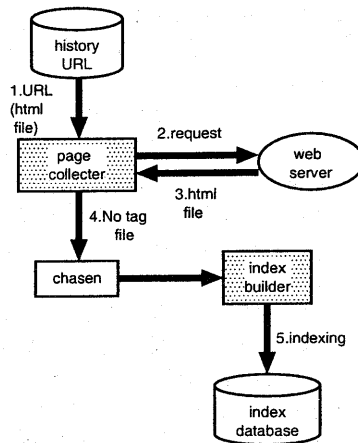 history
URL
1.URL
(html
file)
2.request
page
collecter
web
server
3.html
file
4.No tag
file
chasen
index
builder
5.indexing
index
database